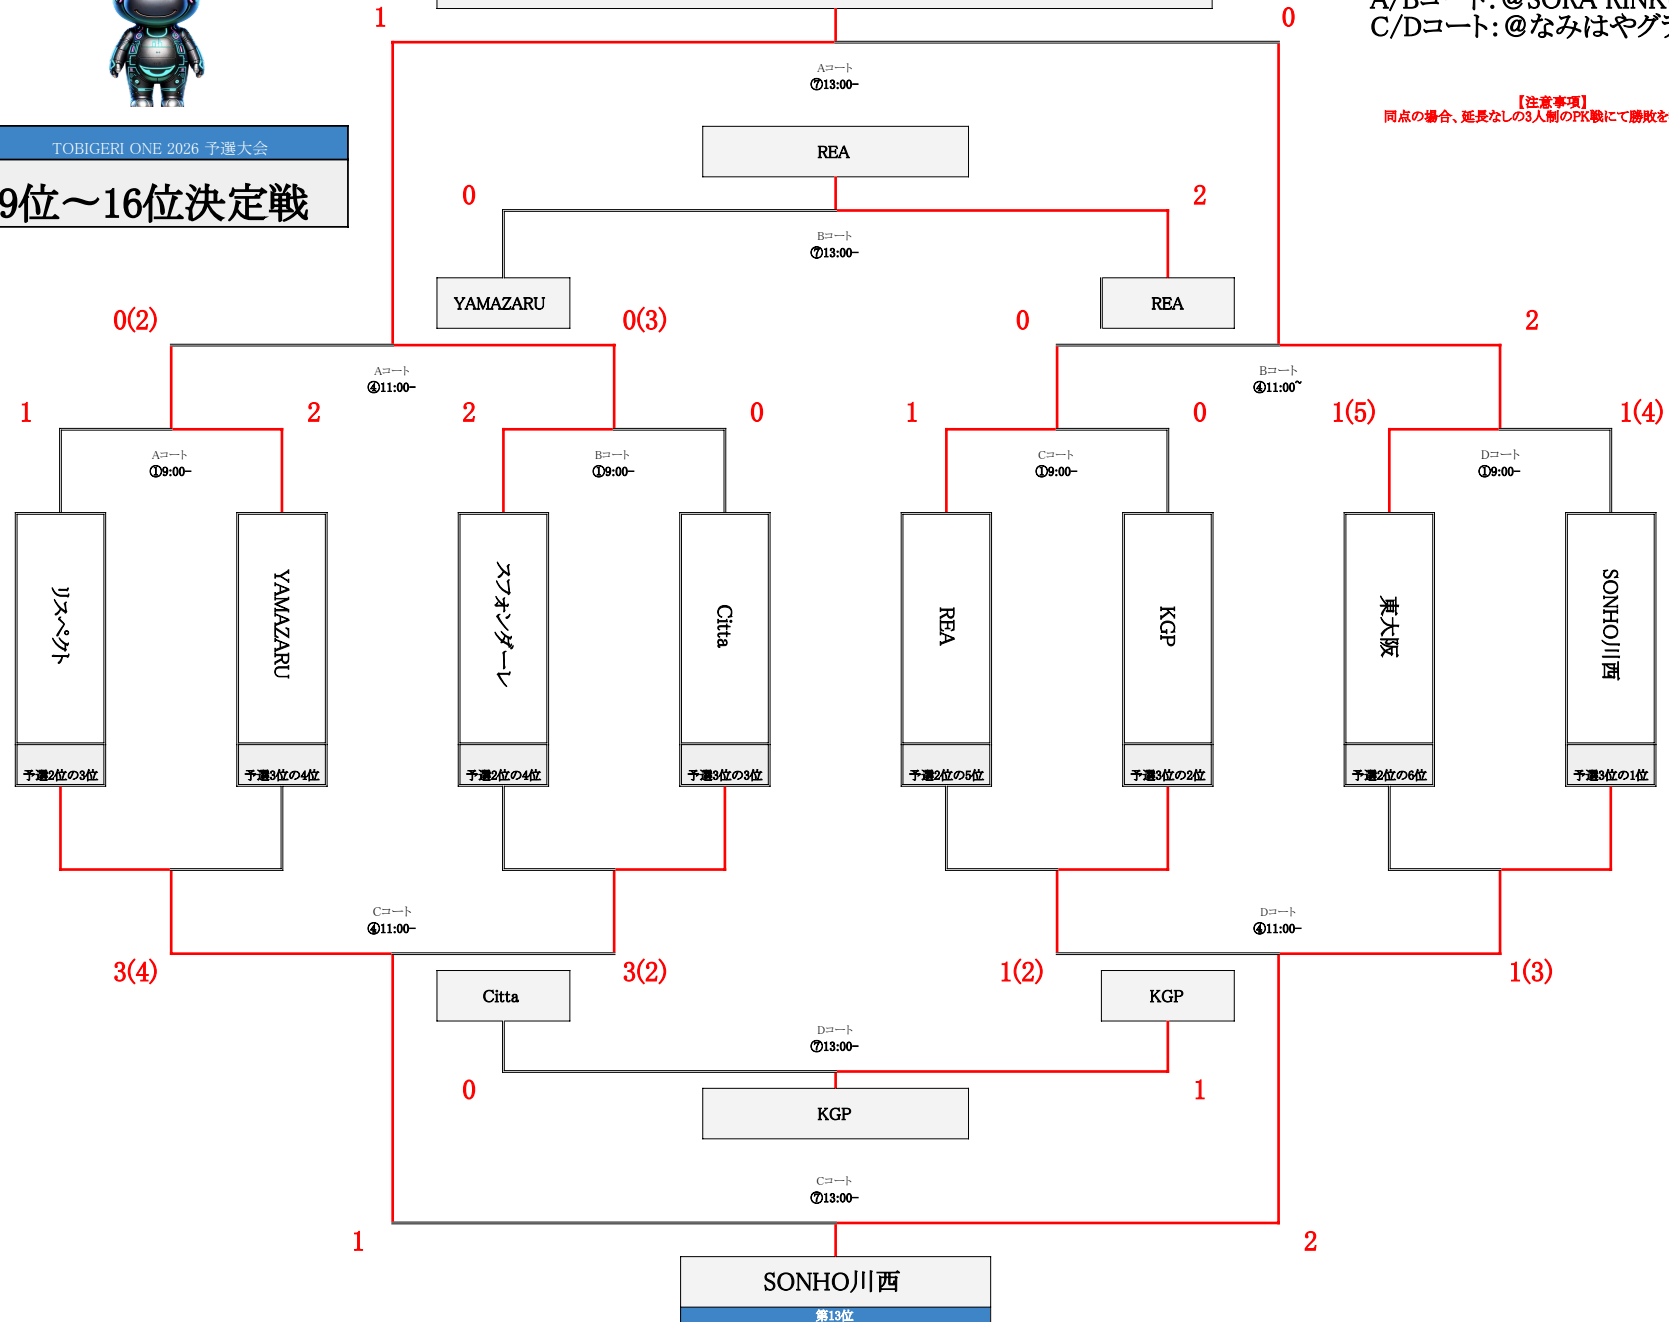 1
0
A/Bコート:@SORA RINK
C/Dコート:@なみはやグラ
Aコート
⑦13:00-
【注意事項】
同点の場合、延長なしの3人制のPK戦にて勝敗を
TOBIGERI ONE 2026 予選大会
9位～16位決定戦
REA
0
2
Bコート
⑦13:00-
YAMAZARU
REA
0(2)
0(3)
0
2
Aコート
④11:00-
Bコート
④11:00~
1
2
2
0
1
0
1(5)
1(4)
Aコート
①9:00-
Bコート
①9:00-
Cコート
①9:00-
Dコート
①9:00-
リスペクト
YAMAZARU
スフォンダーレ
Citta
REA
KGP
東大阪
SONHO川西
予選2位の3位
予選3位の4位
予選2位の4位
予選3位の3位
予選2位の5位
予選3位の2位
予選2位の6位
予選3位の1位
Cコート
④11:00-
Dコート
④11:00-
3(4)
3(2)
1(2)
1(3)
Citta
KGP
Dコート
⑦13:00-
0
1
KGP
Cコート
⑦13:00-
1
2
SONHO川西
第13位